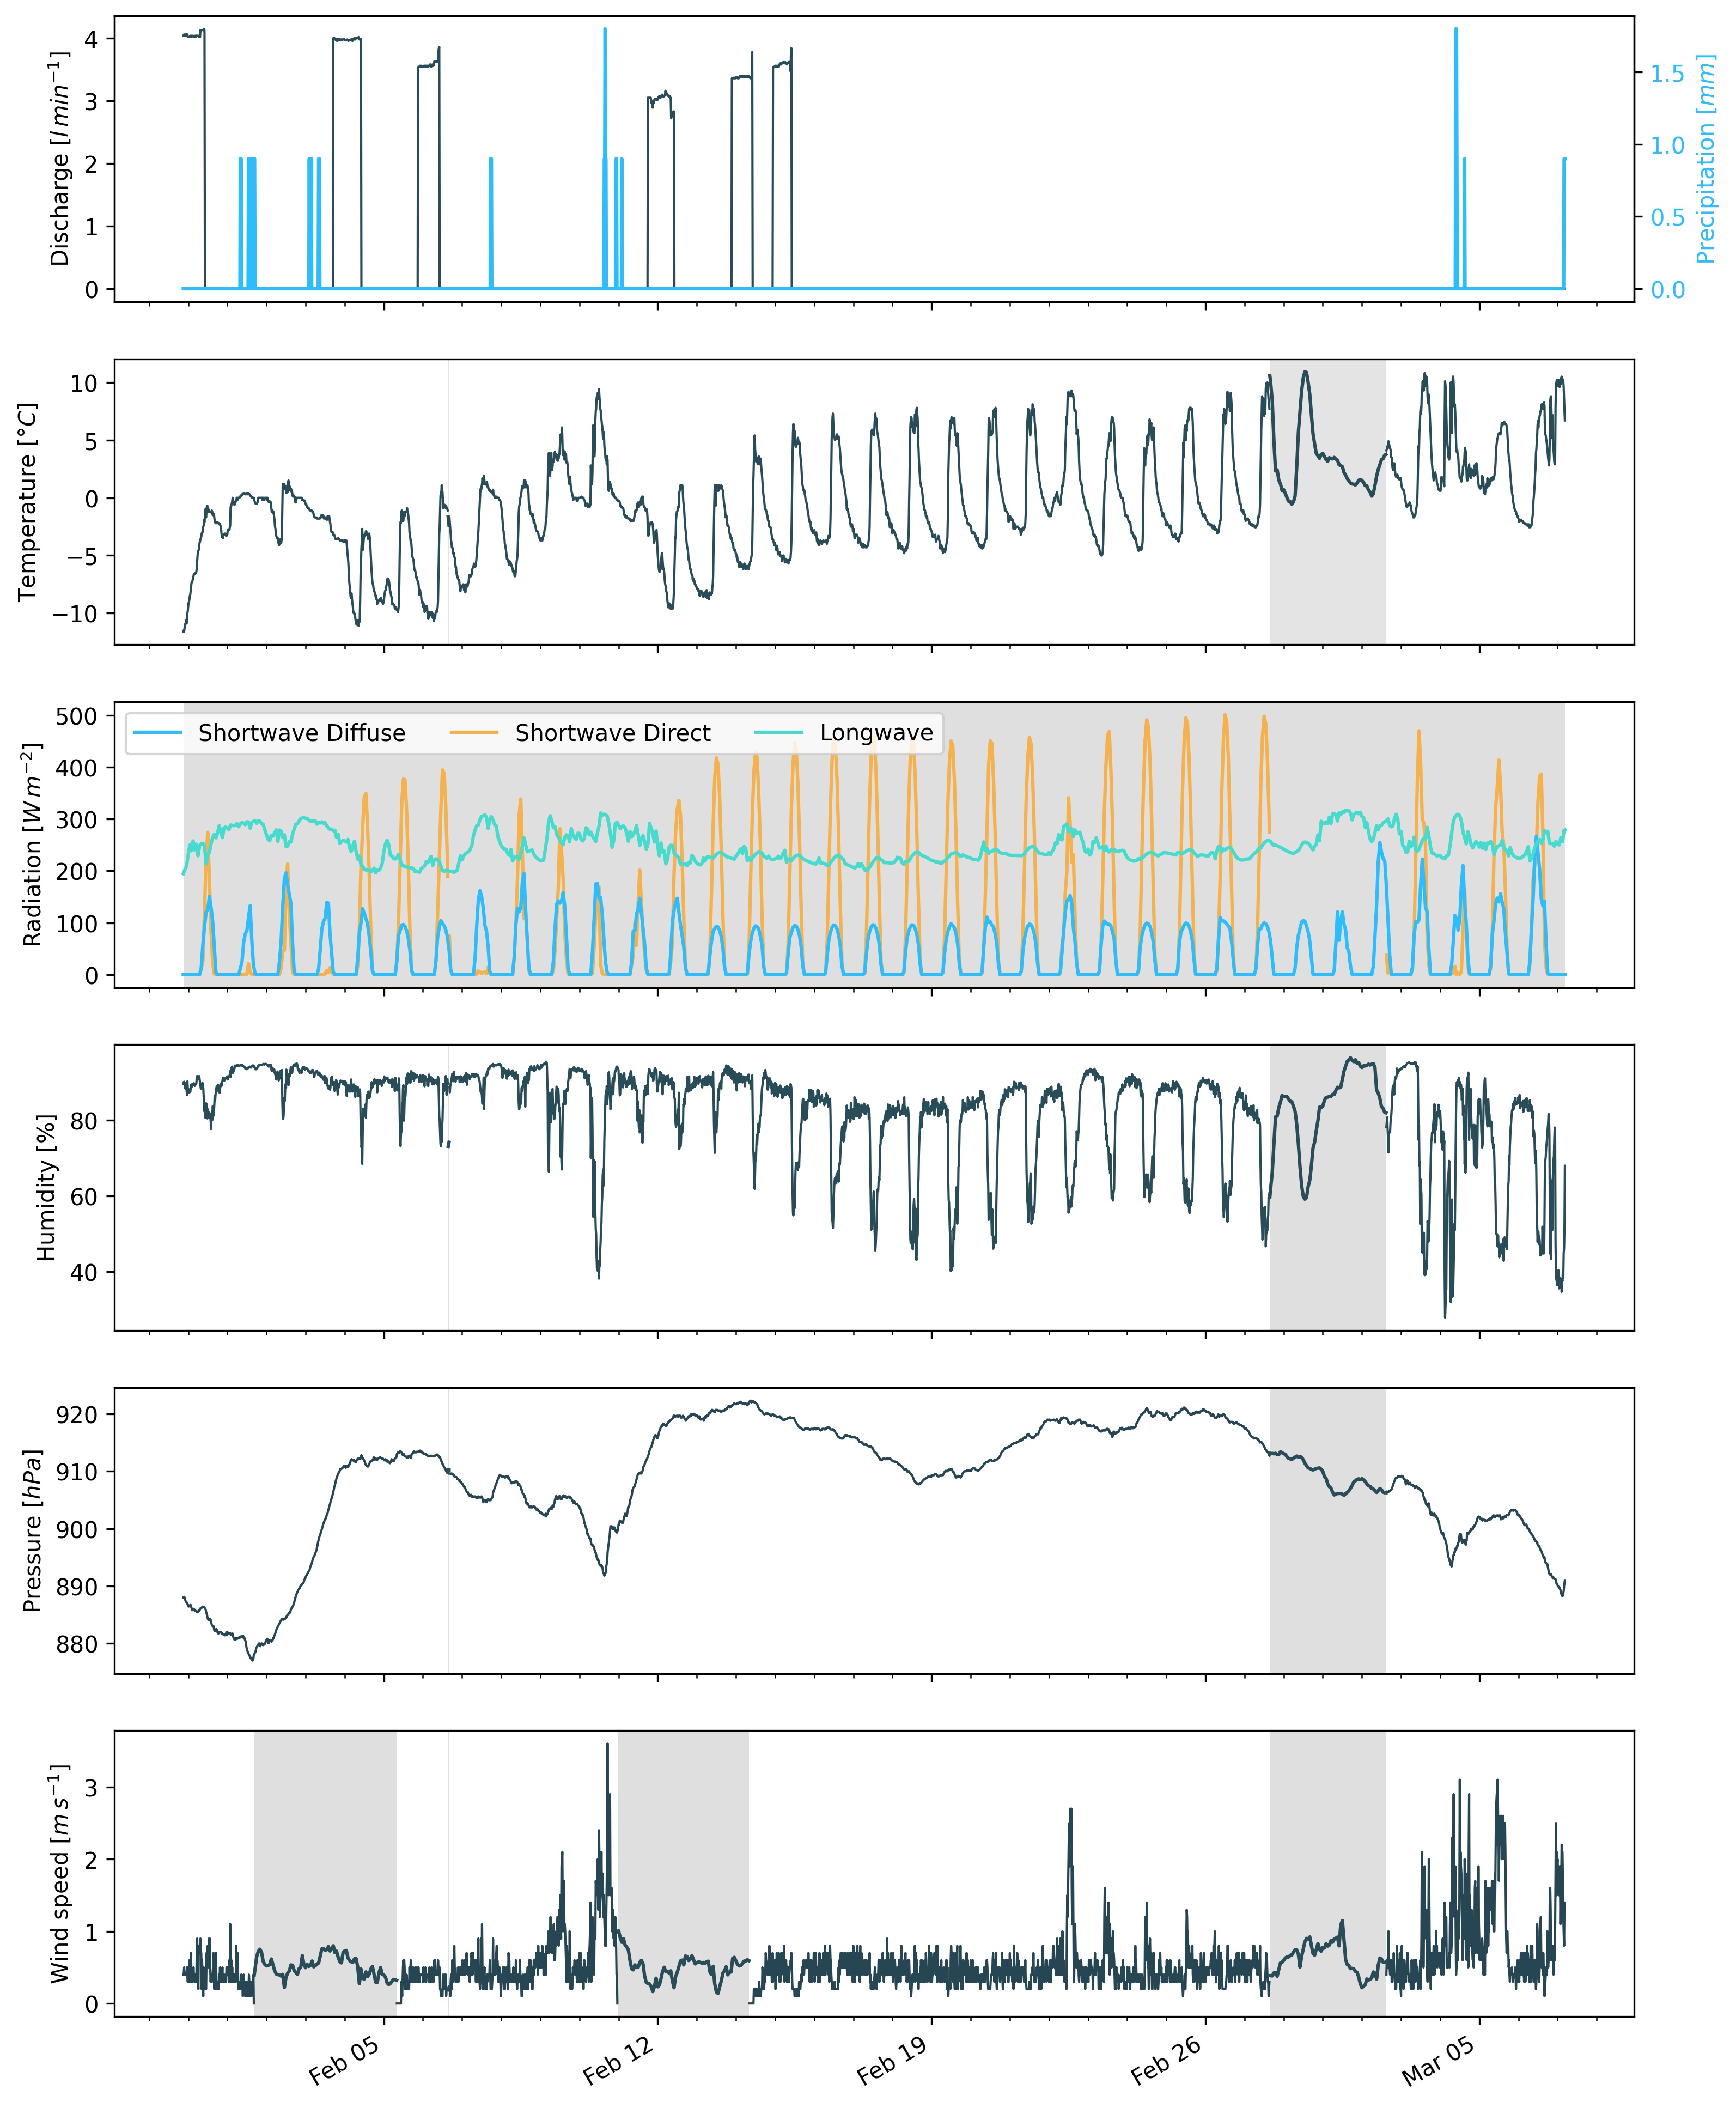 Discharge [l min⁻¹]
4
3
2
1
0
1.5
1.0
0.5
0.0
Precipitation [mm]
Temperature [°C]
10
5
0
−5
−10
Radiation [W m⁻²]
500
400
300
200
100
0
Shortwave Diffuse
Shortwave Direct
Longwave
Humidity [%]
80
60
40
Pressure [hPa]
920
910
900
890
880
Wind speed [m s⁻¹]
3
2
1
0
Feb 05
Feb 12
Feb 19
Feb 26
Mar 05